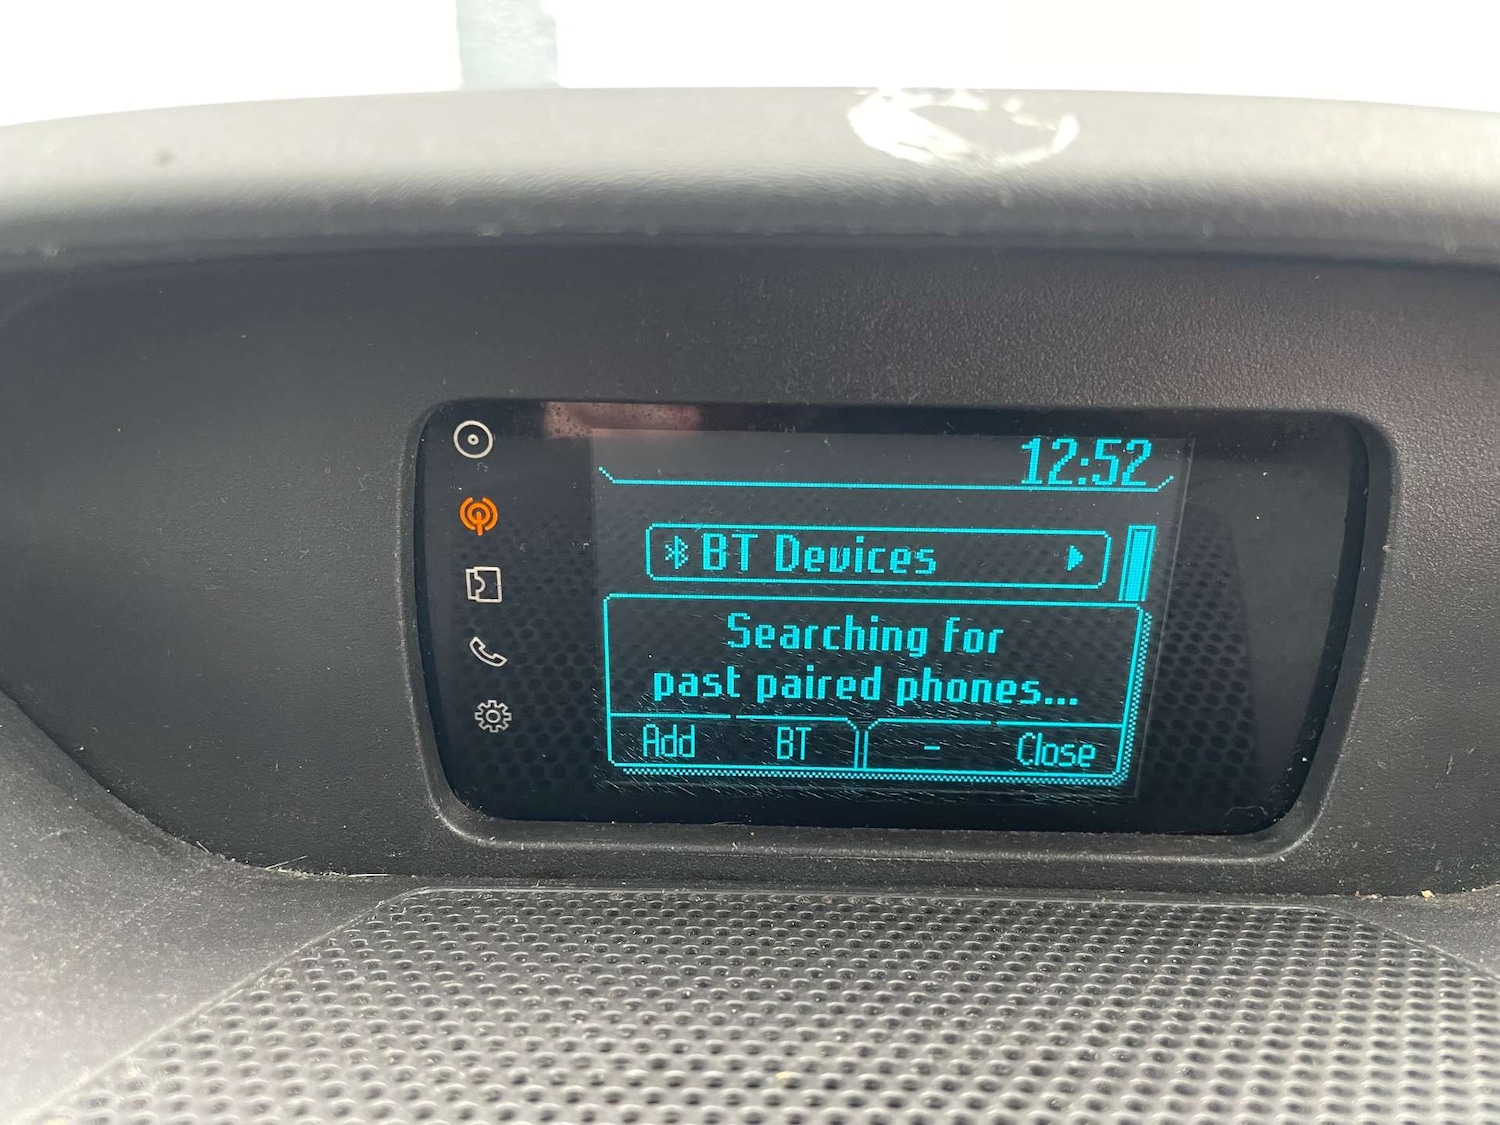 12:52
BT Devices
Searching for
past paired phones...
Add BT - Close